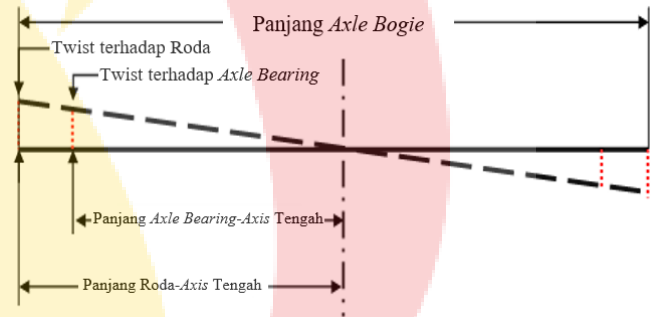 Panjang Axle Bogie
Twist terhadap Roda
Twist terhadap Axle Bearing
Panjang Axle Bearing-Axis Tengah
Panjang Roda-Axis Tengah